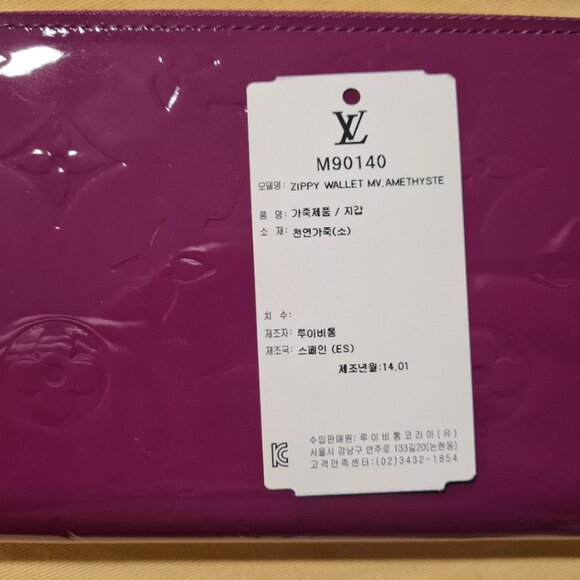 LV
M90140
모델명: ZIPPY WALLET MV.AMETHYSTE
품 명: 가죽제품 / 지갑
소 재: 천연가죽(소)
치 수:
제조자: 루이비통
제조국: 스페인 (ES)
제조년월:14.01
수입판매원: 루이비통코리아(유)
서울시 강남구 언주로 133길20(논현동)
고객만족센터:(02)3432-1854